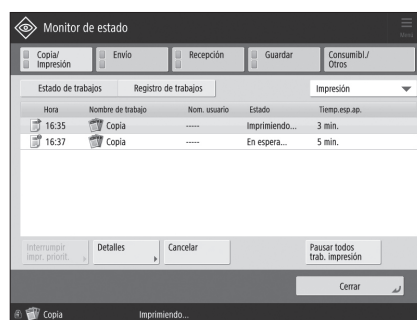 Monitor de estado
Menú
Copia/
Impresión
Envío
Recepción
Guardar
Consumibl./
Otros
Estado de trabajos
Registro de trabajos
Impresión
Hora Nombre de trabajo Nom. usuario Estado Tiemp.esp.ap.
16:35 Copia ----- Imprimiendo... 3 min.
16:37 Copia ----- En espera... 5 min.
Interrumpir
impr. priorit.
Detalles
Cancelar
Pausar todos
trab. impresión
Cerrar
Copia Imprimiendo...